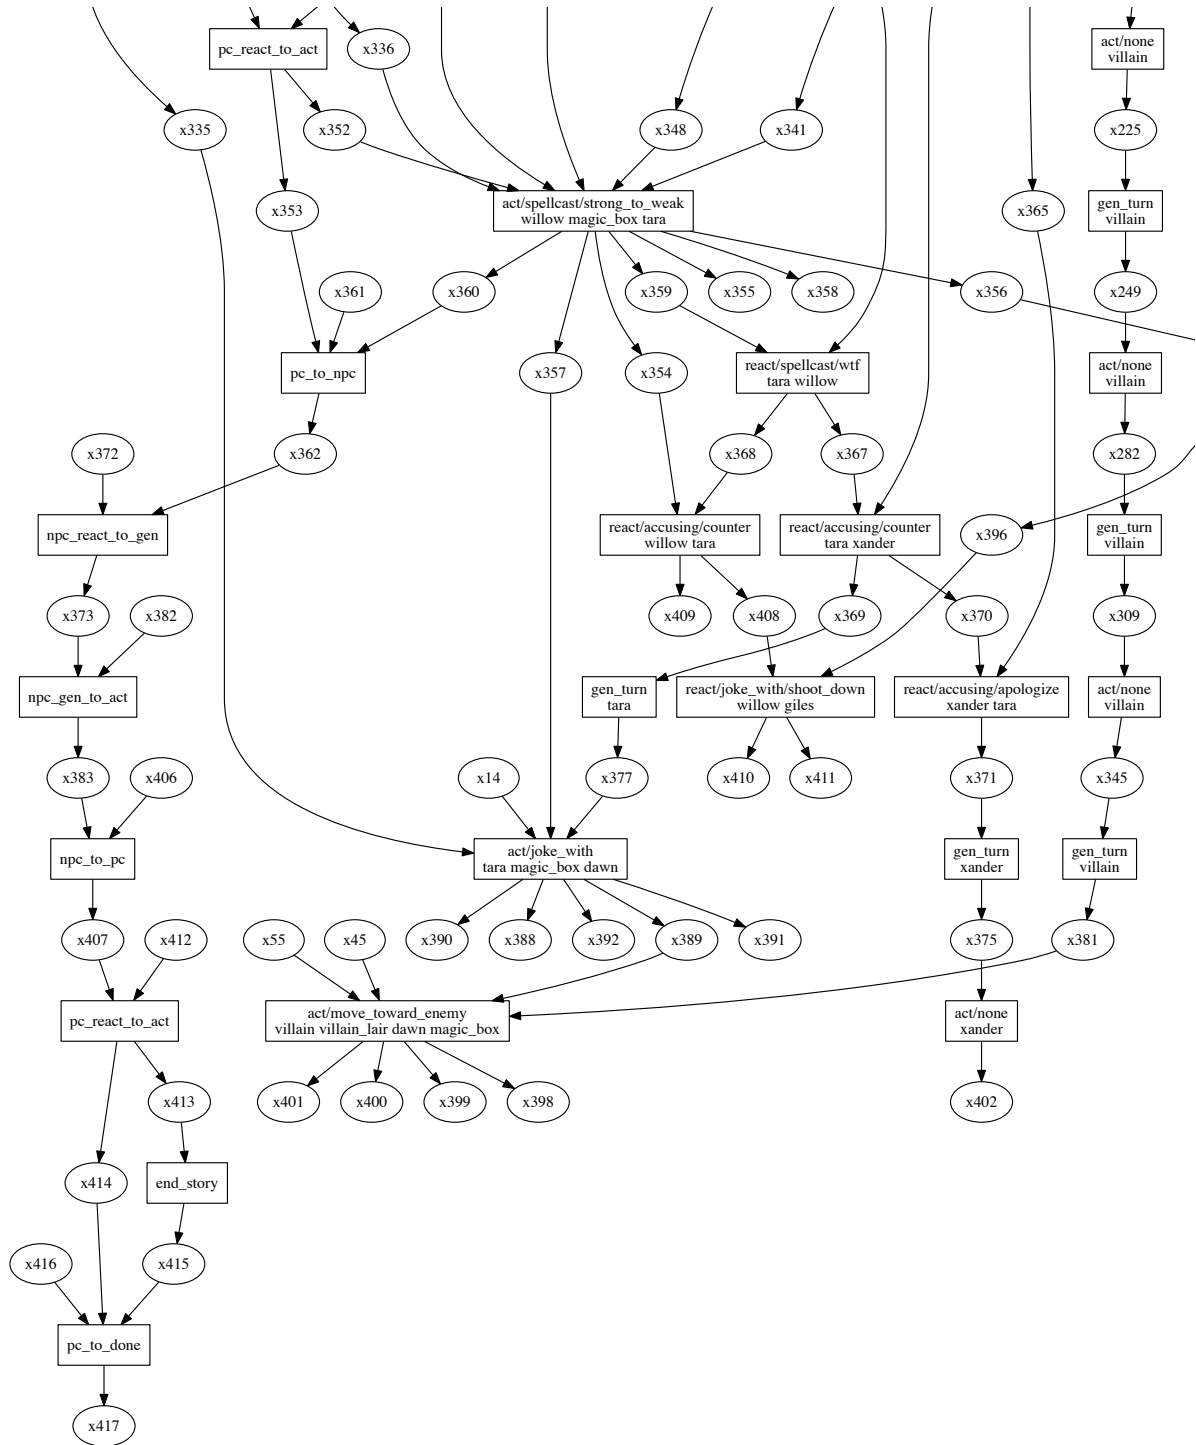 pc_react_to_act
x336
act/none
villain
x335
x352
x348
x341
x225
x353
act/spellcast/strong_to_weak
willow magic_box tara
x365
gen_turn
villain
x361
x360
x359
x355
x358
x356
x249
pc_to_npc
x357
x354
react/spellcast/wtf
tara willow
act/none
villain
x372
x362
x368
x367
x282
npc_react_to_gen
react/accusing/counter
willow tara
react/accusing/counter
tara xander
x396
gen_turn
villain
x373
x382
x409
x408
x369
x370
x309
npc_gen_to_act
gen_turn
tara
react/joke_with/shoot_down
willow giles
react/accusing/apologize
xander tara
act/none
villain
x383
x406
x14
x377
x410
x411
x371
x345
npc_to_pc
act/joke_with
tara magic_box dawn
gen_turn
xander
gen_turn
villain
x407
x412
x55
x45
x390
x388
x392
x389
x391
x375
x381
pc_react_to_act
act/move_toward_enemy
villain villain_lair dawn magic_box
act/none
xander
x413
x401
x400
x399
x398
x402
x414
end_story
x416
x415
pc_to_done
x417